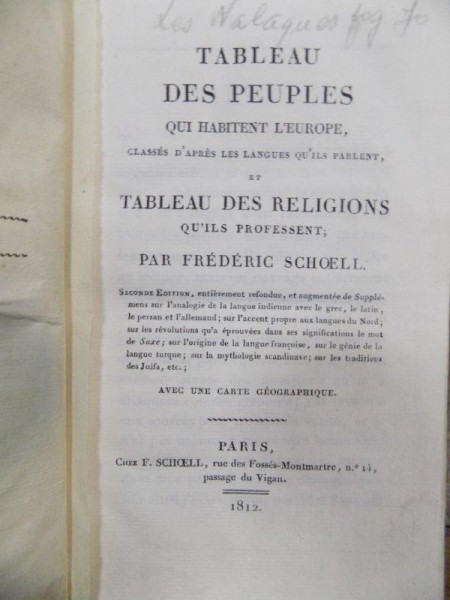 Les Valaques pag 70
TABLEAU
DES PEUPLES
QUI HABITENT L'EUROPE,
CLASSÉS D'APRÈS LES LANGUES QU'ILS PARLENT,
ET
TABLEAU DES RELIGIONS
QU'ILS PROFESSENT;
PAR FRÉDÉRIC SCHŒLL.
SECONDE ÉDITION, entièrement refondue, et augmentée de Supplé-
mens sur l'analogie de la langue indienne avec le grec, le latin,
le persan et l'allemand; sur l'accent propre aux langues du Nord;
sur les révolutions qu'a éprouvées dans ses significations le mot
de Saxe; sur l'origine de la langue françoise, sur le génie de la
langue turque; sur la mythologie scandinave; sur les traditions
des Juifs, etc.;
AVEC UNE CARTE GÉOGRAPHIQUE.
PARIS,
CHEZ F. SCHŒLL, rue des Fossés-Montmartre, n.º 14,
passage du Vigan.
1812.